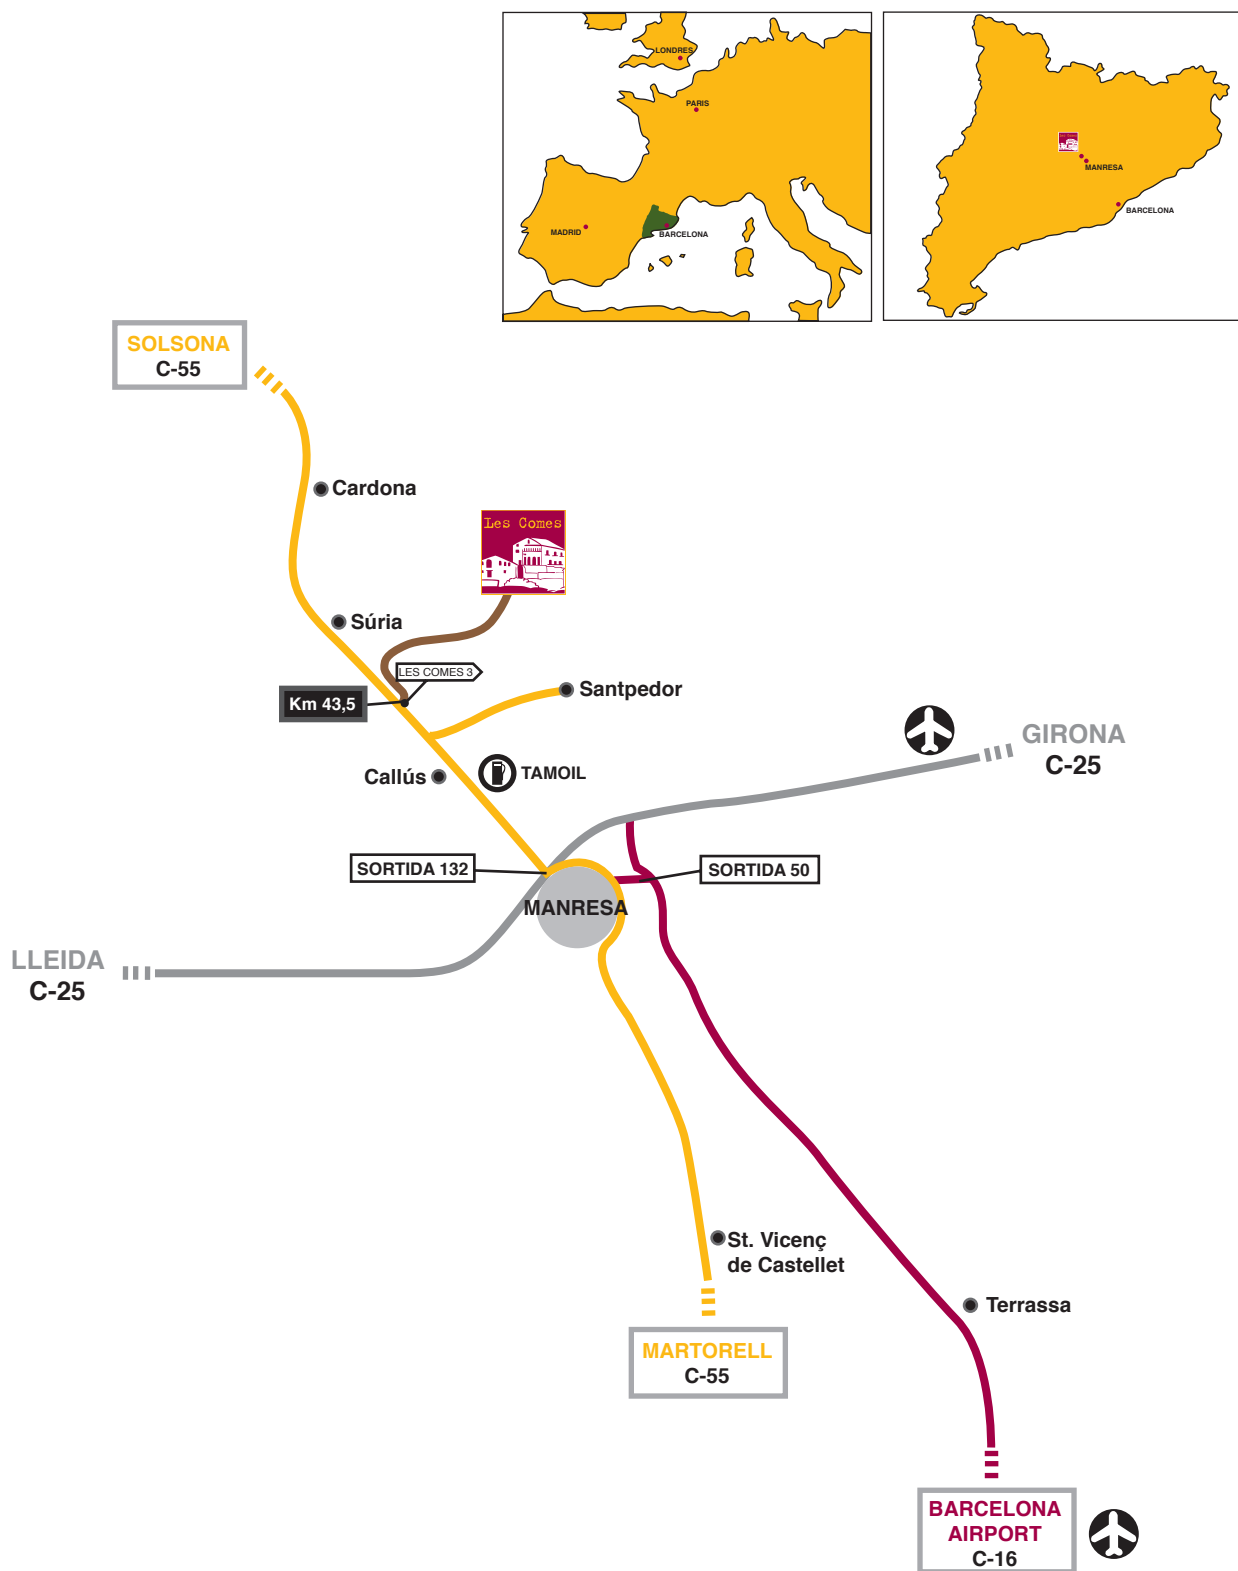 LONDRES
PARIS
MADRID
BARCELONA
Les Comes
MANRESA
BARCELONA
SOLSONA
C-55
Cardona
Les Comes
Súria
LES COMES 3
Km 43,5
Santpedor
Callús
TAMOIL
GIRONA
C-25
SORTIDA 132
SORTIDA 50
MANRESA
LLEIDA
C-25
St. Vicenç
de Castellet
Terrassa
MARTORELL
C-55
BARCELONA
AIRPORT
C-16